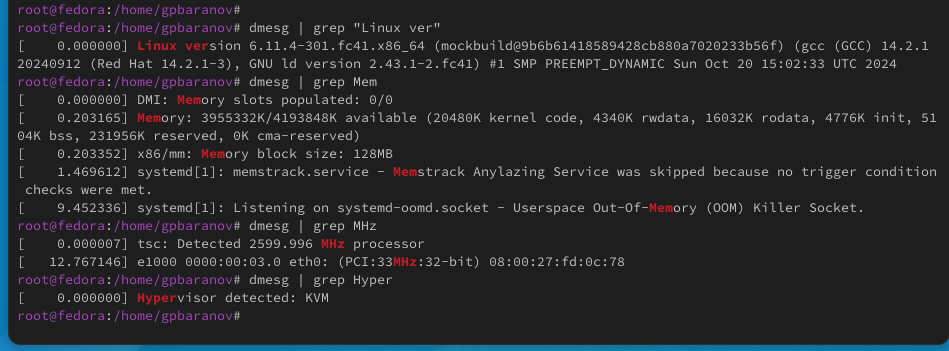 root@fedora:/home/gpbaranov#
root@fedora:/home/gpbaranov# dmesg | grep "Linux ver"
[    0.000000] Linux version 6.11.4-301.fc41.x86_64 (mockbuild@9b6b61418589428cb880a7020233b56f) (gcc (GCC) 14.2.1
20240912 (Red Hat 14.2.1-3), GNU ld version 2.43.1-2.fc41) #1 SMP PREEMPT_DYNAMIC Sun Oct 20 15:02:33 UTC 2024
root@fedora:/home/gpbaranov# dmesg | grep Mem
[    0.000000] DMI: Memory slots populated: 0/0
[    0.203165] Memory: 3955332K/4193848K available (20480K kernel code, 4340K rwdata, 16032K rodata, 4776K init, 51
04K bss, 231956K reserved, 0K cma-reserved)
[    0.203352] x86/mm: Memory block size: 128MB
[    1.469612] systemd[1]: memstrack.service - Memstrack Anylazing Service was skipped because no trigger condition
 checks were met.
[    9.452336] systemd[1]: Listening on systemd-oomd.socket - Userspace Out-Of-Memory (OOM) Killer Socket.
root@fedora:/home/gpbaranov# dmesg | grep MHz
[    0.000007] tsc: Detected 2599.996 MHz processor
[   12.767146] e1000 0000:00:03.0 eth0: (PCI:33MHz:32-bit) 08:00:27:fd:0c:78
root@fedora:/home/gpbaranov# dmesg | grep Hyper
[    0.000000] Hypervisor detected: KVM
root@fedora:/home/gpbaranov#